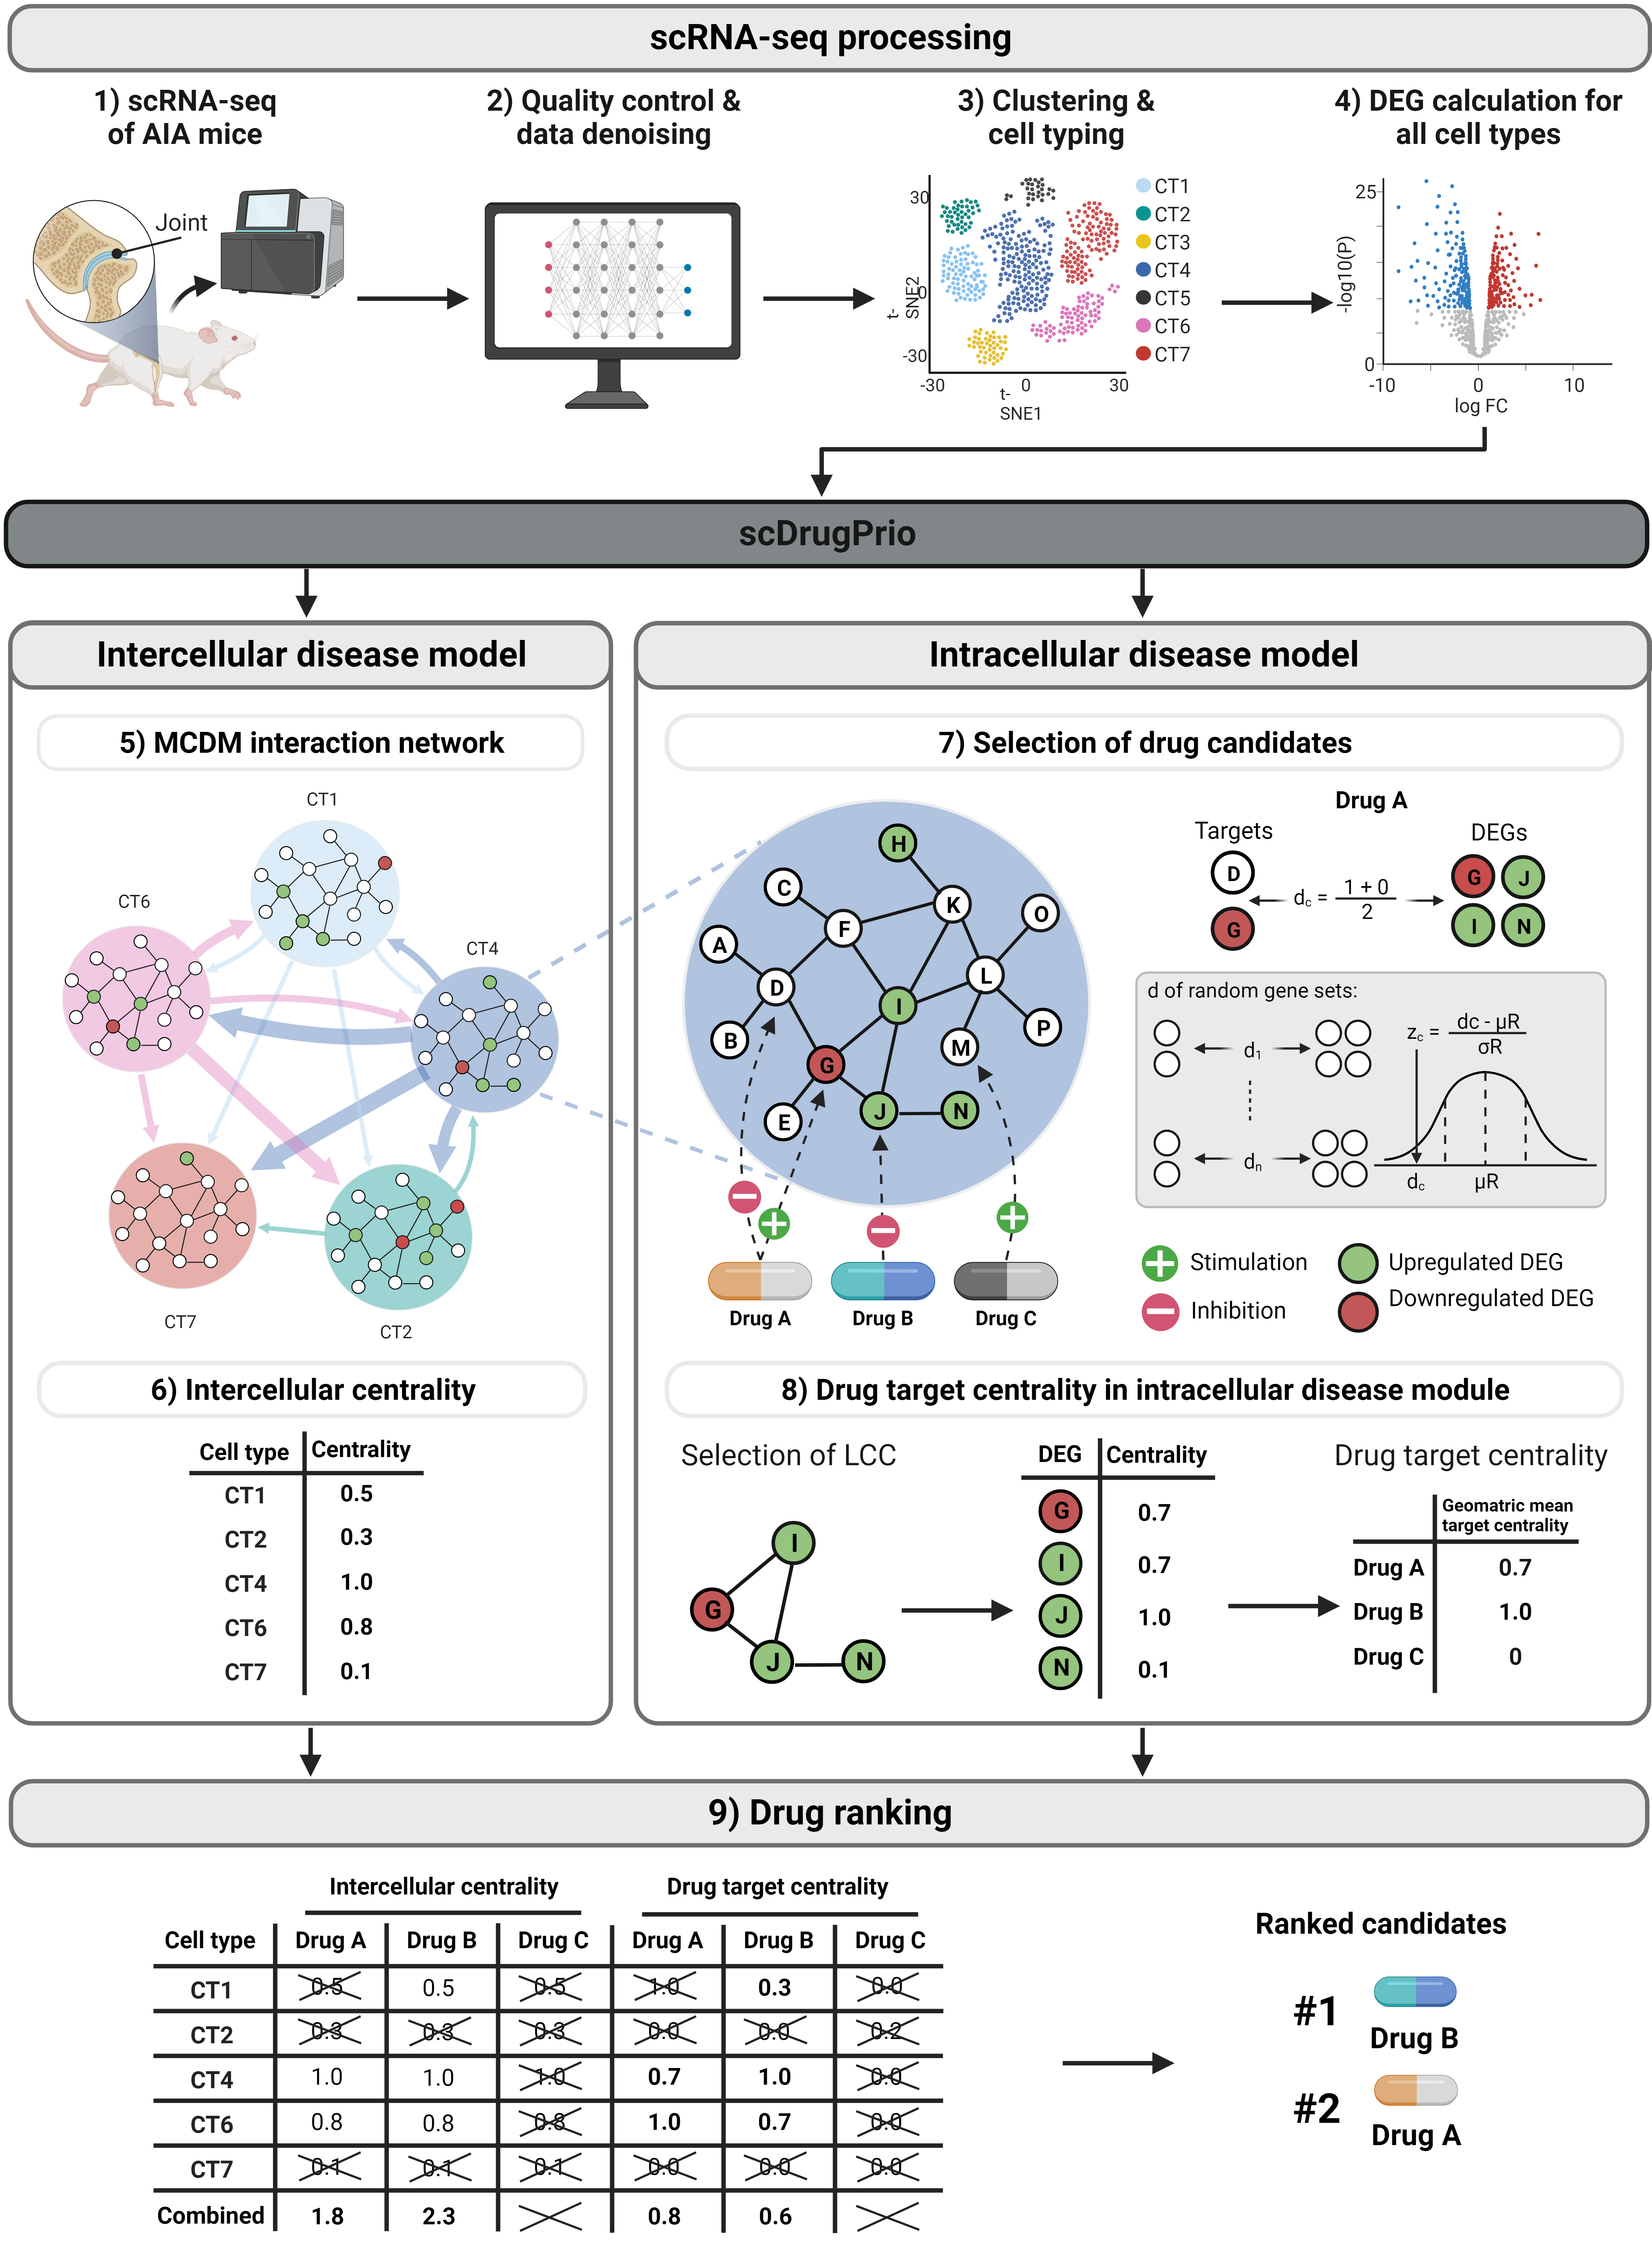 scRNA-seq processing
1) scRNA-seq
of AIA mice
2) Quality control &
data denoising
3) Clustering &
cell typing
4) DEG calculation for
all cell types
Joint
30
0
-30
t-
SNE2
-30
0
30
t-
SNE1
CT1
CT2
CT3
CT4
CT5
CT6
CT7
25
0
-log10(P)
-10
0
10
log FC
scDrugPrio
Intercellular disease model
Intracellular disease model
5) MCDM interaction network
CT1
CT6
CT4
CT7
CT2
7) Selection of drug candidates
H
C
K
O
F
A
L
D
I
P
B
M
G
J
N
E
Drug A
Drug B
Drug C
Drug A
Targets
DEGs
D
G
dc = 1 + 0
2
G
J
I
N
d of random gene sets:
d1
dn
zc = dc - µR
σR
dc
µR
Stimulation
Inhibition
Upregulated DEG
Downregulated DEG
6) Intercellular centrality
Cell type Centrality
CT1 0.5
CT2 0.3
CT4 1.0
CT6 0.8
CT7 0.1
8) Drug target centrality in intracellular disease module
Selection of LCC
I
G
J
N
DEG Centrality
G 0.7
I 0.7
J 1.0
N 0.1
Drug target centrality
Geomatric mean
target centrality
Drug A 0.7
Drug B 1.0
Drug C 0
9) Drug ranking
Intercellular centrality Drug target centrality
Cell type Drug A Drug B Drug C Drug A Drug B Drug C
CT1 0.5 0.5 0.5 1.0 0.3 0.0
CT2 0.3 0.3 0.3 0.0 0.0 0.2
CT4 1.0 1.0 1.0 0.7 1.0 0.0
CT6 0.8 0.8 0.8 1.0 0.7 0.0
CT7 0.1 0.1 0.1 0.0 0.0 0.0
Combined 1.8 2.3 0.8 0.6
Ranked candidates
#1
Drug B
#2
Drug A